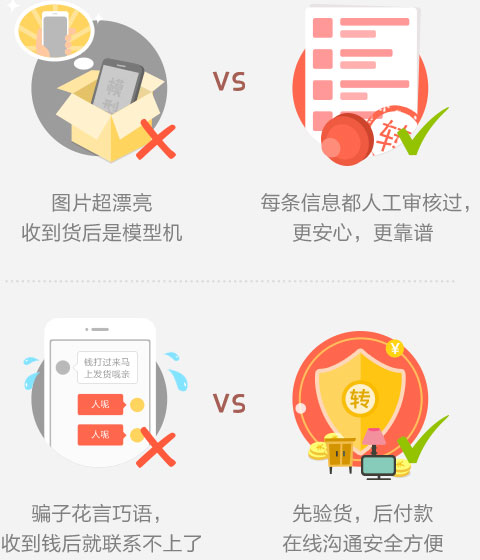 模
型
VS
转
图片超漂亮
收到货后是模型机
每条信息都人工审核过，
更安心，更靠谱
钱打过来马
上发货哦亲
人呢
人呢
VS
¥
转
骗子花言巧语，
收到钱后就联系不上了
先验货，后付款
在线沟通安全方便